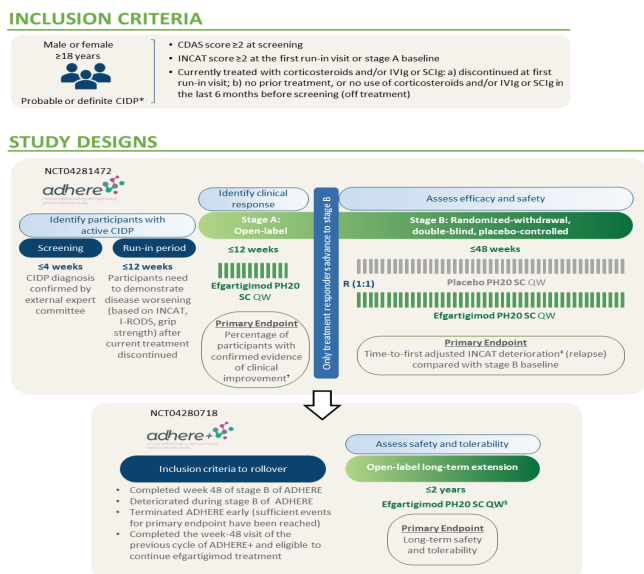 INCLUSION CRITERIA
Male or female
≥18 years
Probable or definite CIDP*
• CDAS score ≥2 at screening
• INCAT score ≥2 at the first run-in visit or stage A baseline
• Currently treated with corticosteroids and/or IVIg or SCIg: a) discontinued at first
run-in visit; b) no prior treatment, or no use of corticosteroids and/or IVIg or SCIg in
the last 6 months before screening (off treatment)
STUDY DESIGNS
NCT04281472
adhere
Identify participants with
active CIDP
Screening
≤4 weeks
CIDP diagnosis
confirmed by
external expert
committee
Run-in period
≤12 weeks
Participants need
to demonstrate
disease worsening
(based on INCAT,
I-RODS, grip
strength) after
current treatment
discontinued
Identify clinical
response
Stage A:
Open-label
≤12 weeks
Efgartigimod PH20
SC QW
Primary Endpoint
Percentage of
participants with
confirmed evidence
of clinical
improvement†
Only treatment responders advance to stage B
Assess efficacy and safety
Stage B: Randomized-withdrawal,
double-blind, placebo-controlled
≤48 weeks
R (1:1)
Placebo PH20 SC QW
Efgartigimod PH20 SC QW
Primary Endpoint
Time-to-first adjusted INCAT deterioration‡ (relapse)
compared with stage B baseline
NCT04280718
adhere+
Inclusion criteria to rollover
• Completed week 48 of stage B of ADHERE
• Deteriorated during stage B of ADHERE
• Terminated ADHERE early (sufficient events
for primary endpoint have been reached)
• Completed the week-48 visit of the
previous cycle of ADHERE+ and eligible to
continue efgartigimod treatment
Assess safety and tolerability
Open-label long-term extension
≤2 years
Efgartigimod PH20 SC QW§
Primary Endpoint
Long-term safety
and tolerability